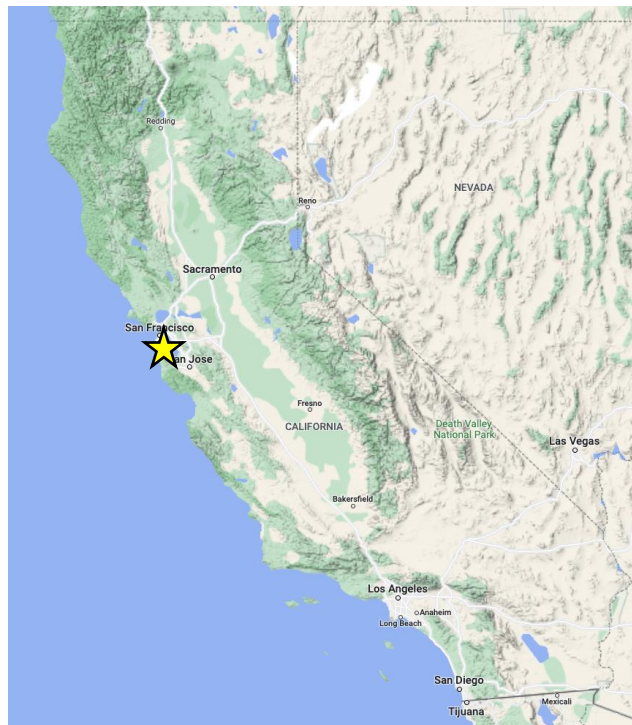 Redding
NEVADA
Reno
Sacramento
San Francisco
an Jose
Fresno
CALIFORNIA
Death Valley
National Park
Las Vegas
Bakersfield
Los Angeles
Anaheim
Long Beach
San Diego
Mexicali
Tijuana